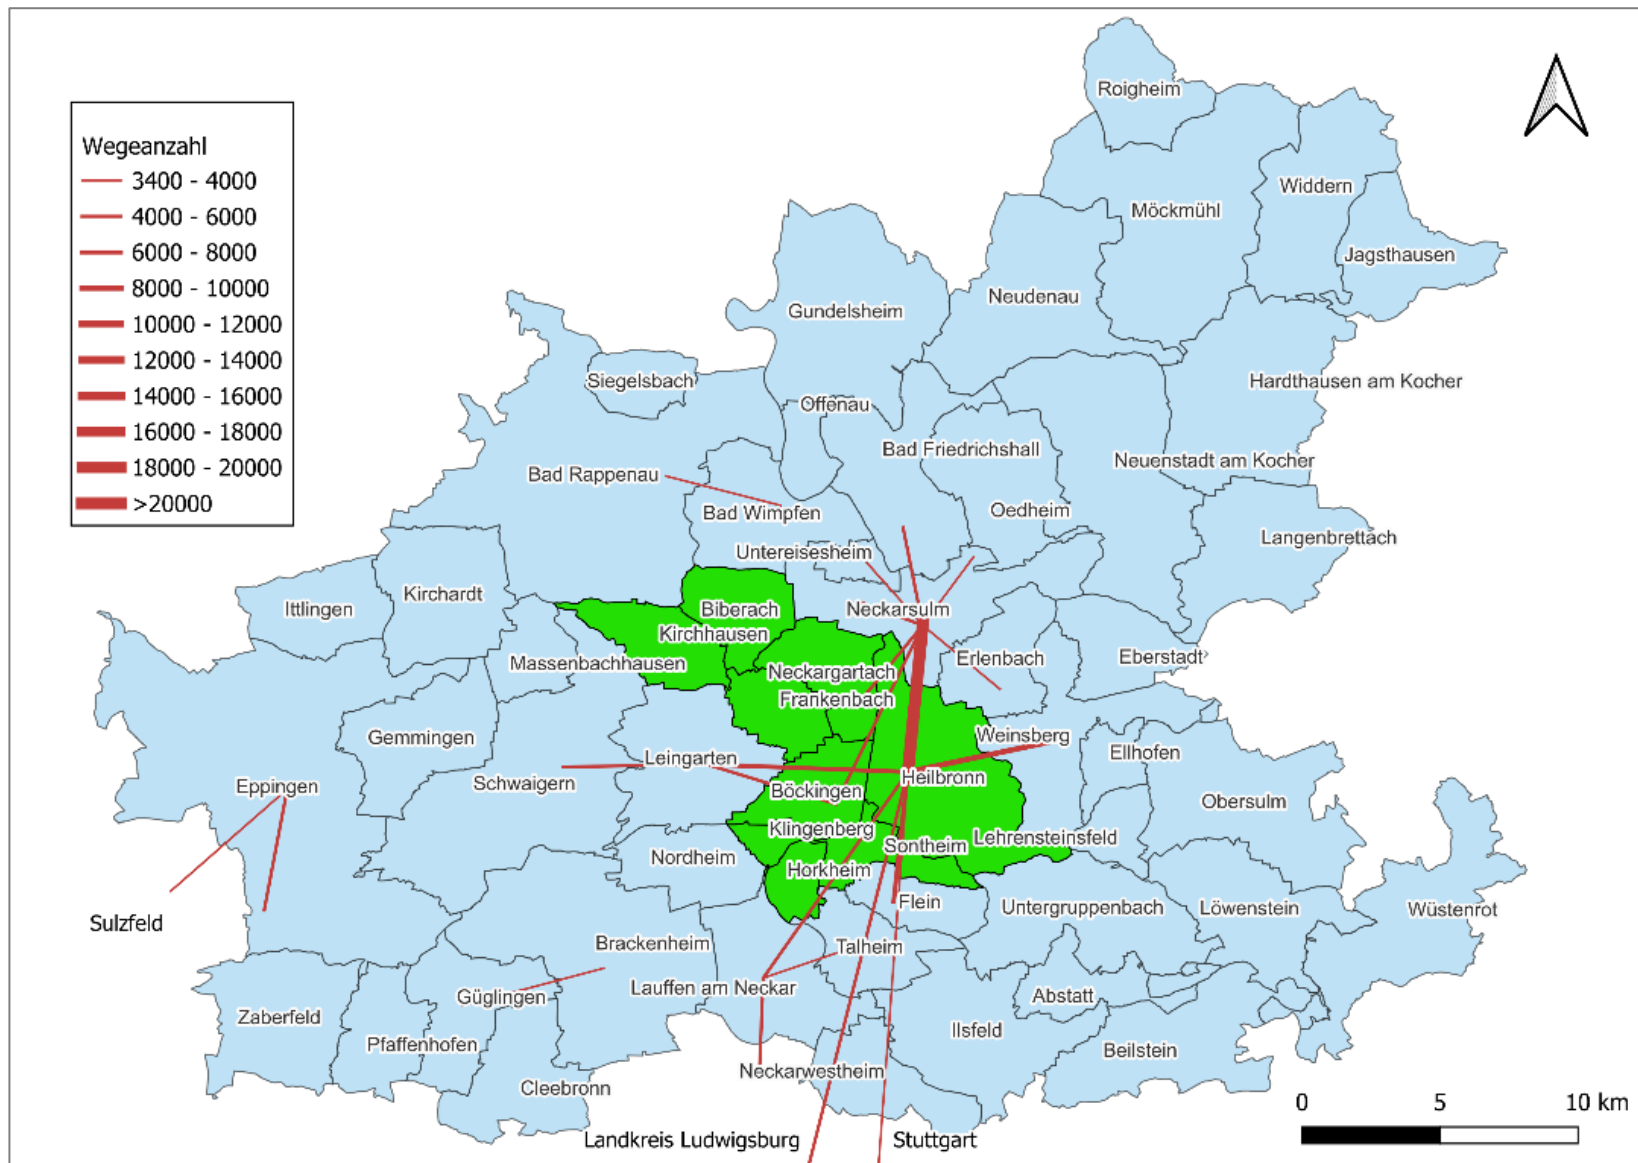 Roigheim
Wegeanzahl
3400 - 4000
4000 - 6000
6000 - 8000
8000 - 10000
10000 - 12000
12000 - 14000
14000 - 16000
16000 - 18000
18000 - 20000
>20000
Widdern
Möckmühl
Jagsthausen
Neudenau
Gundelsheim
Siegelsbach
Hardthausen am Kocher
Offenau
Bad Friedrichshall
Neuenstadt am Kocher
Bad Rappenau
Bad Wimpfen
Oedheim
Langenbrettach
Untereisesheim
Kirchardt
Ittlingen
Biberach
Neckarsulm
Kirchhausen
Massenbachhausen
Erlenbach
Eberstadt
Neckargartach
Frankenbach
Gemmingen
Weinsberg
Ellhofen
Leingarten
Schwaigern
Heilbronn
Eppingen
Böckingen
Obersulm
Klingenberg
Lehrensteinsfeld
Sontheim
Nordheim
Horkheim
Flein
Untergruppenbach
Löwenstein
Wüstenrot
Sulzfeld
Brackenheim
Talheim
Lauffen am Neckar
Güglingen
Abstatt
Zaberfeld
Ilsfeld
Pfaffenhofen
Beilstein
Neckarwestheim
Cleebronn
0 5 10 km
Landkreis Ludwigsburg
Stuttgart